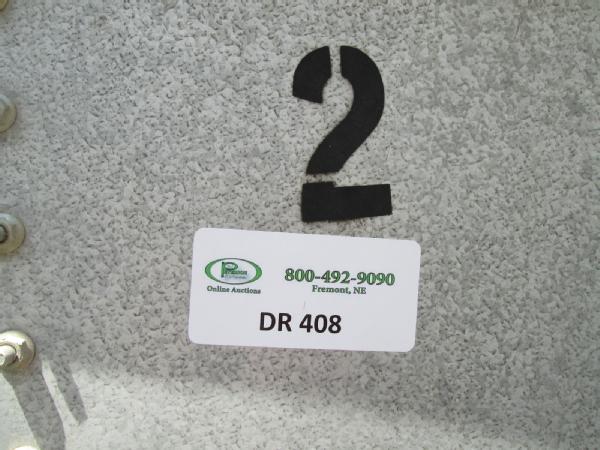 2
800-492-9090
Online Auctions
Fremont, NE
DR 408